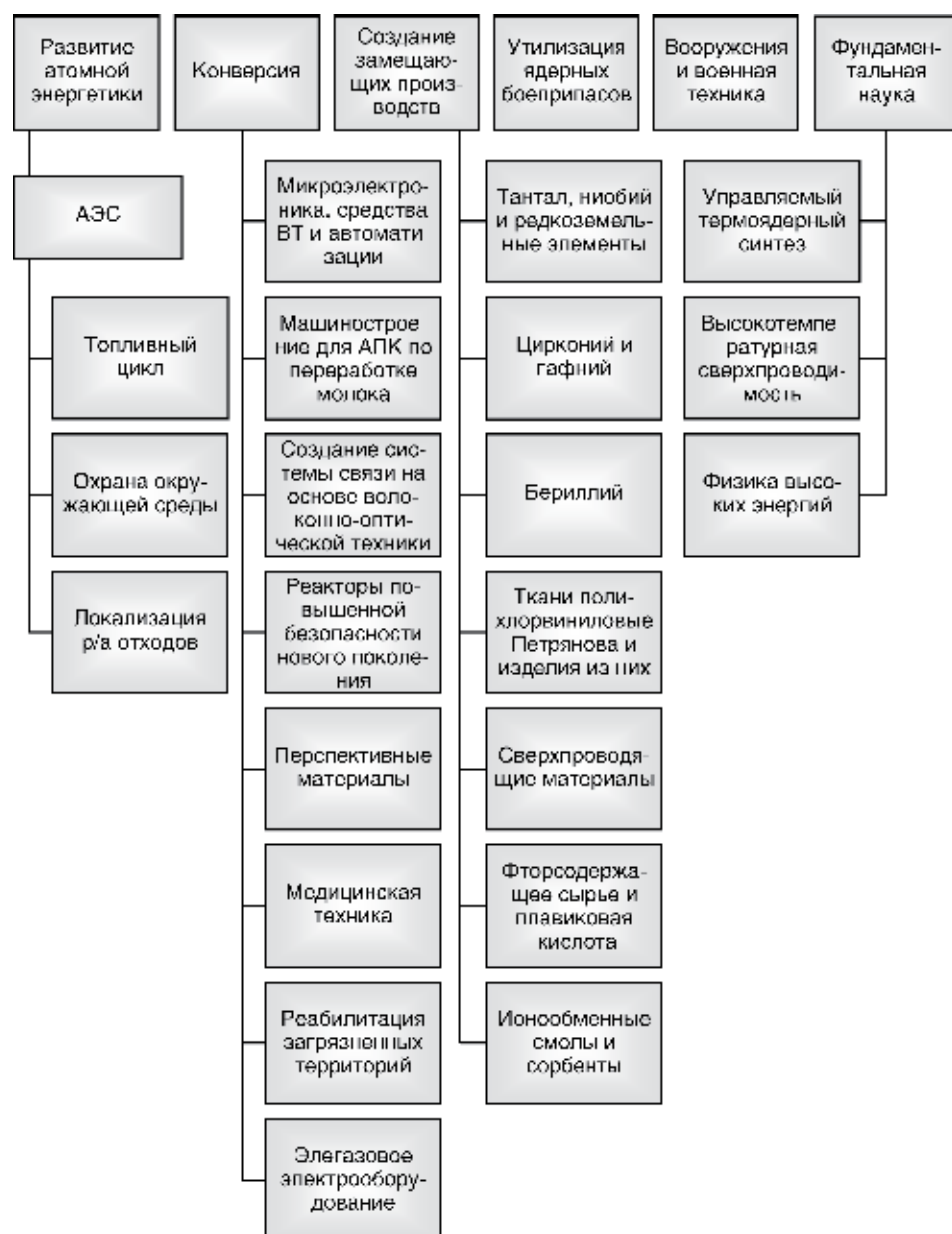 Развитие
атомной
энергетики
Конверсия
Создание
замещаю-
щих произ-
водств
Утилизация
ядерных
боеприпасов
Вооружения
и военная
техника
Фундамен-
тальная
наука
АЭС
Топливный
цикл
Охрана окру-
жающей среды
Локализация
р/а отходов
Микроэлектро-
ника, средства
ВТ и автомати
зации
Машинострое
ние для АПК по
переработке
молока
Создание сис-
темы связи на
основе воло-
конно-опти-
ческой техники
Реакторы по-
вышенной
безопасности
нового поколе-
ния
Перспективные
материалы
Медицинская
техника
Реабилитация
загрязненных
территорий
Элегазовое
электрообору-
дование
Тантал, ниобий
и редкоземель-
ные элементы
Цирконий и
гафний
Бериллий
Ткани поли-
хлорвиниловые
Петрянова и
изделия из них
Сверхпроводя-
щие материалы
Фторсодержа-
щее сырье и
плавиковая
кислота
Ионообменные
смолы и
сорбенты
Управляемый
термоядерный
синтез
Высокотемпе
ратурная
сверхпроводи-
мость
Физика высо-
ких энергий